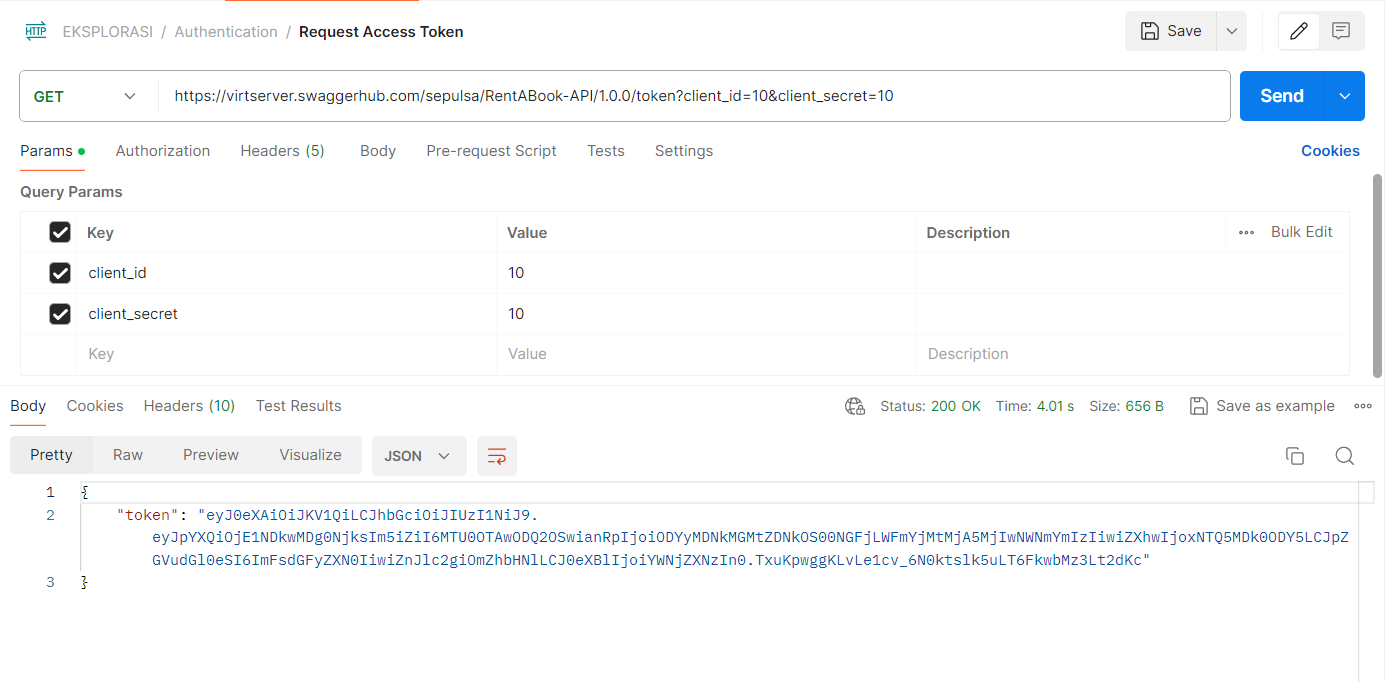 HTTP EKSPLORASI / Authentication / Request Access Token Save
GET https://virtserver.swaggerhub.com/sepulsa/RentABook-API/1.0.0/token?client_id=10&client_secret=10 Send
Params Authorization Headers (5) Body Pre-request Script Tests Settings Cookies
Query Params
Key Value Description Bulk Edit
client_id 10
client_secret 10
Key Value Description
Body Cookies Headers (10) Test Results Status: 200 OK Time: 4.01 s Size: 656 B Save as example
Pretty Raw Preview Visualize JSON
1 {
2 "token": "eyJ0eXAiOiJKV1QiLCJhbGciOiJIUzI1NiJ9.
eyJpYXQiOjE1NDkwMDg0NjksIm5iZiI6MTU0OTAwODQ2OSwianRpIjoiODYyMDNkMGMtZDNkOS00NGFjLWFmYjMtMjA5MjIwNWNmYmIzIiwiZXhwIjoxNTQ5MDk0ODY5LCJpZ
GVudGl0eSI6ImFsdGFyZXN0IiwiZnJlc2giOmZhbHNlLCJ0eXBlIjoiYWNjZXNzIn0.TxuKpwggKLvLe1cv_6N0ktslk5uLT6FkwbMz3Lt2dKc"
3 }